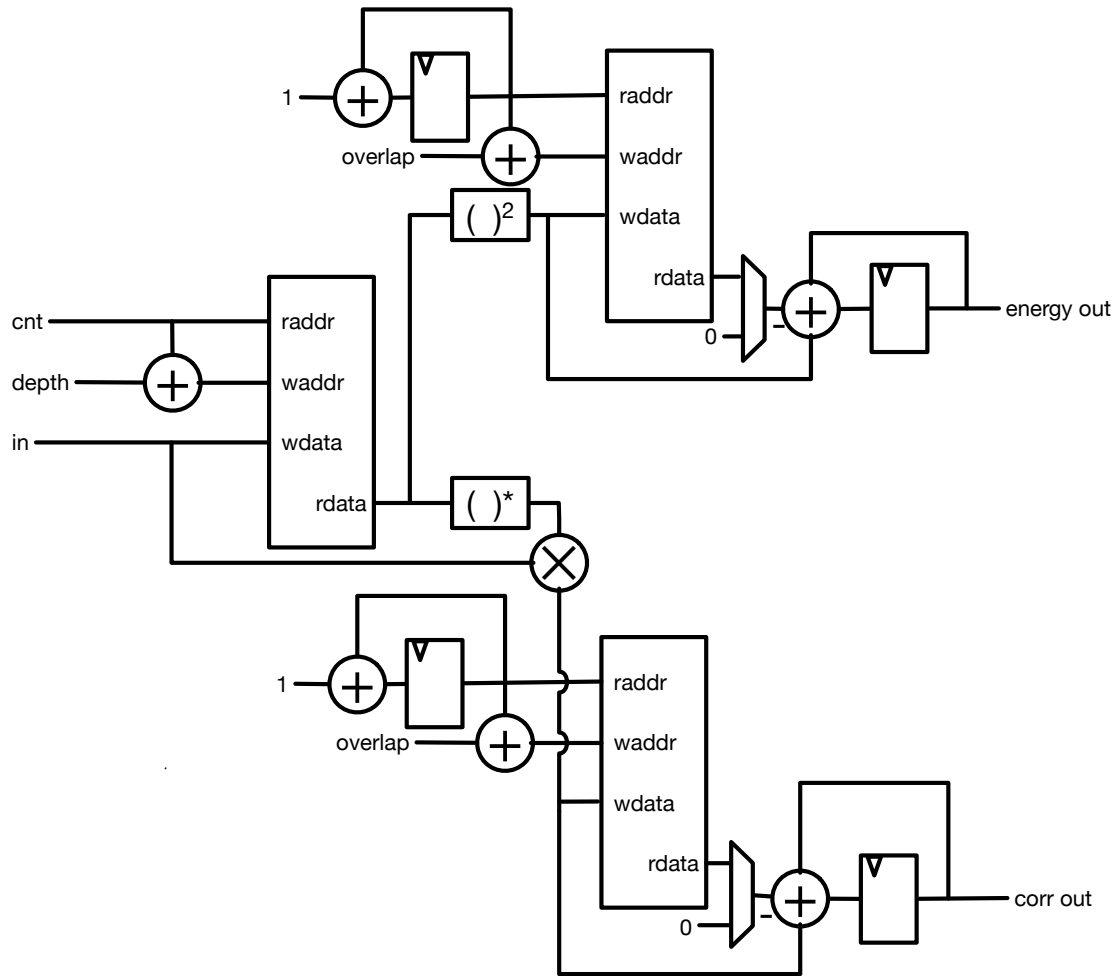 1
raddr
overlap
waddr
( )²
wdata
rdata
0
−
energy out
cnt
raddr
depth
waddr
in
wdata
rdata
( )*
1
raddr
overlap
waddr
wdata
rdata
0
−
corr out